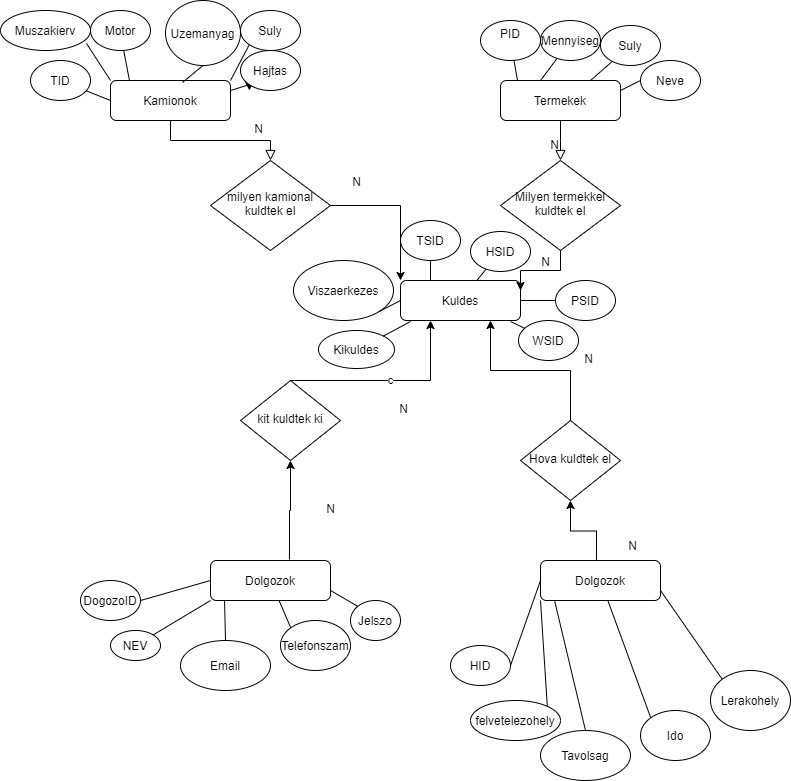 Muszakierv
Motor
Uzemanyag
Suly
Hajtas
TID
Kamionok
PID
Mennyiseg
Suly
Neve
Termekek
N
N
milyen kamional
kuldtek el
Milyen termekkel
kuldtek el
N
N
TSID
HSID
Viszaerkezes
Kuldes
PSID
Kikuldes
WSID
N
c
N
kit kuldtek ki
Hova kuldtek el
N
N
Dolgozok
Dolgozok
DogozoID
NEV
Email
Telefonszam
Jelszo
HID
felvetelezohely
Tavolsag
Ido
Lerakohely